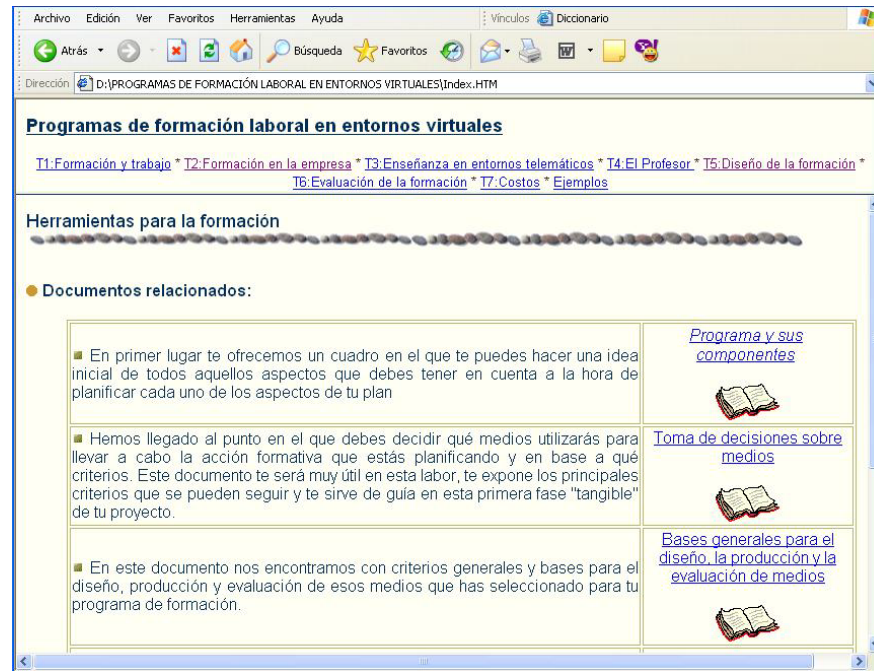 Archivo Edición Ver Favoritos Herramientas Ayuda Vínculos Diccionario
Atrás Búsqueda Favoritos
Dirección D:\PROGRAMAS DE FORMACIÓN LABORAL EN ENTORNOS VIRTUALES\Index.HTM
Programas de formación laboral en entornos virtuales
T1:Formación y trabajo * T2:Formación en la empresa * T3:Enseñanza en entornos telemáticos * T4:El Profesor * T5:Diseño de la formación *
T6:Evaluación de la formación * T7:Costos * Ejemplos
Herramientas para la formación
Documentos relacionados:
En primer lugar te ofrecemos un cuadro en el que te puedes hacer una idea
inicial de todos aquellos aspectos que debes tener en cuenta a la hora de
planificar cada uno de los aspectos de tu plan
Programa y sus
componentes
Hemos llegado al punto en el que debes decidir qué medios utilizarás para
llevar a cabo la acción formativa que estás planificando y en base a qué
criterios. Este documento te será muy útil en esta labor, te expone los principales
criterios que se pueden seguir y te sirve de guía en esta primera fase "tangible"
de tu proyecto.
Toma de decisiones sobre
medios
En este documento nos encontramos con criterios generales y bases para el
diseño, producción y evaluación de esos medios que has seleccionado para tu
programa de formación.
Bases generales para el
diseño, la producción y la
evaluación de medios